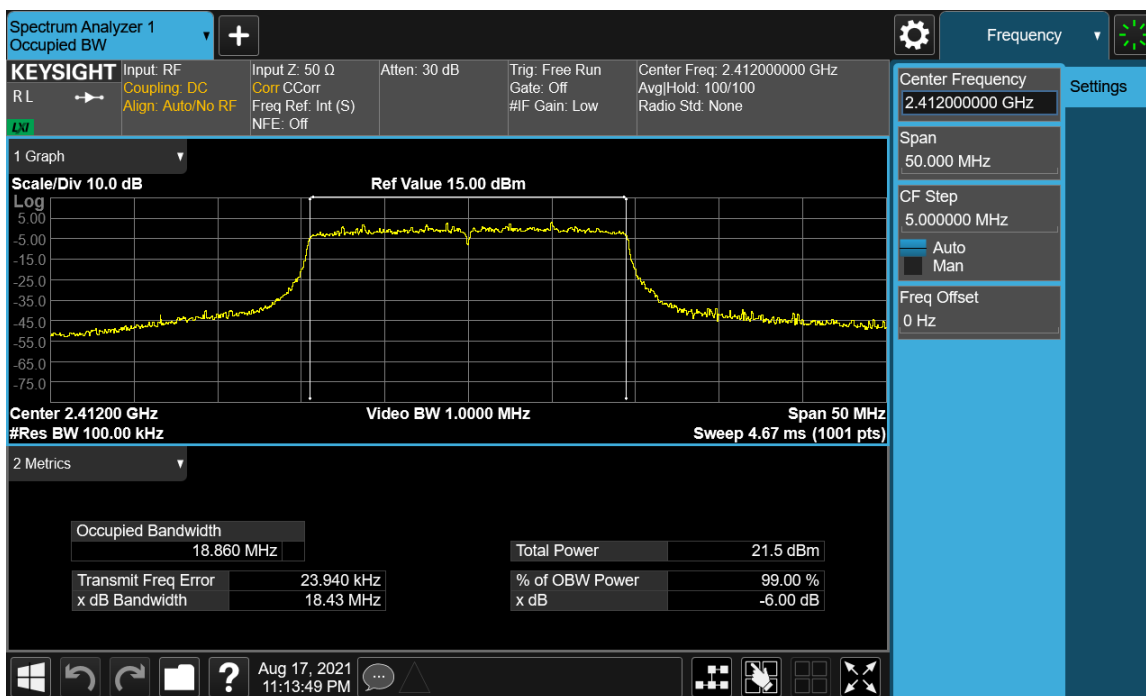 Spectrum Analyzer 1
Occupied BW
+
Frequency
KEYSIGHT
RL
LXI
Input: RF
Coupling: DC
Align: Auto/No RF
Input Z: 50 Ω
Corr CCorr
Freq Ref: Int (S)
NFE: Off
Atten: 30 dB
Trig: Free Run
Gate: Off
#IF Gain: Low
Center Freq: 2.412000000 GHz
Avg|Hold: 100/100
Radio Std: None
Center Frequency
2.412000000 GHz
Settings
Span
50.000 MHz
CF Step
5.000000 MHz
Auto
Man
Freq Offset
0 Hz
1 Graph
Scale/Div 10.0 dB
Ref Value 15.00 dBm
Log
5.00
-5.00
-15.0
-25.0
-35.0
-45.0
-55.0
-65.0
-75.0
Center 2.41200 GHz
Video BW 1.0000 MHz
Span 50 MHz
#Res BW 100.00 kHz
Sweep 4.67 ms (1001 pts)
2 Metrics
Occupied Bandwidth
18.860 MHz
Total Power 21.5 dBm
Transmit Freq Error 23.940 kHz
% of OBW Power 99.00 %
x dB Bandwidth 18.43 MHz
x dB -6.00 dB
?
Aug 17, 2021
11:13:49 PM